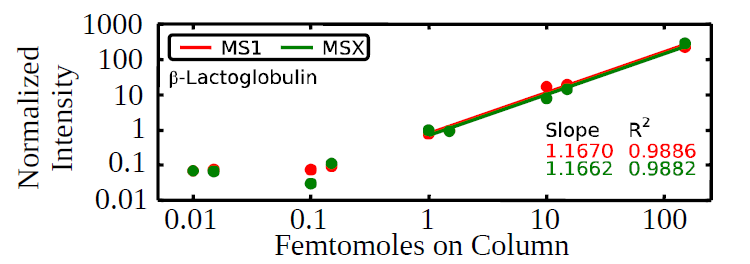 1000
100
10
1
0.1
0.01
Normalized
Intensity
MS1 MSX
β-Lactoglobulin
Slope R²
1.1670 0.9886
1.1662 0.9882
0.01 0.1 1 10 100
Femtomoles on Column